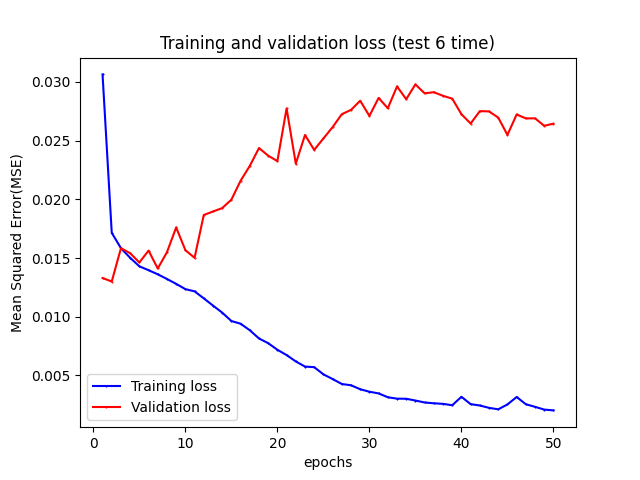 Training and validation loss (test 6 time)
0.030
0.025
0.020
0.015
0.010
0.005
Mean Squared Error(MSE)
Training loss
Validation loss
0
10
20
30
40
50
epochs